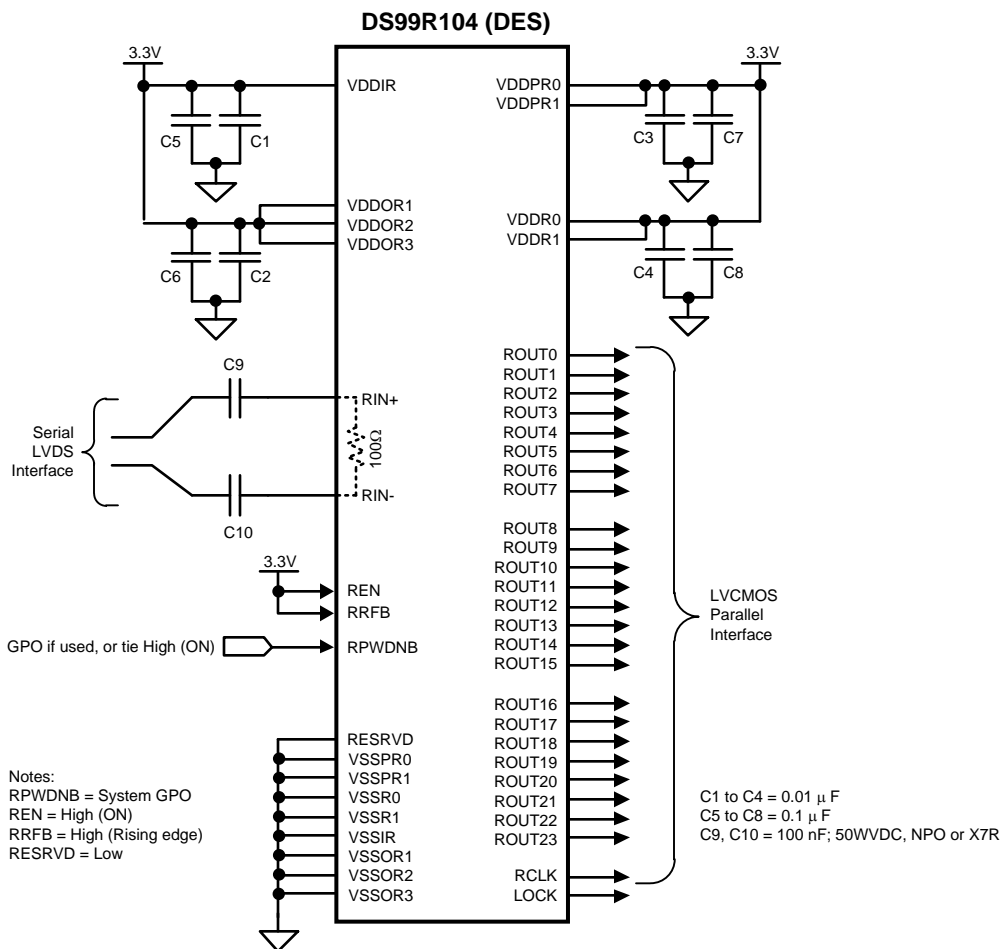 DS99R104 (DES)
3.3V
3.3V
VDDIR
VDDPR0
VDDPR1
C5
C1
C3
C7
VDDOR1
VDDOR2
VDDOR3
VDDR0
VDDR1
C6
C2
C4
C8
ROUT0
ROUT1
ROUT2
ROUT3
ROUT4
ROUT5
ROUT6
ROUT7
C9
RIN+
Serial
LVDS
Interface
100Ω
RIN-
C10
ROUT8
ROUT9
ROUT10
ROUT11
ROUT12
ROUT13
ROUT14
ROUT15
3.3V
REN
RRFB
GPO if used, or tie High (ON)
RPWDNB
LVCMOS
Parallel
Interface
ROUT16
ROUT17
ROUT18
ROUT19
ROUT20
ROUT21
ROUT22
ROUT23
RESRVD
VSSPR0
VSSPR1
VSSR0
VSSR1
VSSIR
VSSOR1
VSSOR2
VSSOR3
RCLK
LOCK
Notes:
RPWDNB = System GPO
REN = High (ON)
RRFB = High (Rising edge)
RESRVD = Low
C1 to C4 = 0.01 μ F
C5 to C8 = 0.1 μ F
C9, C10 = 100 nF; 50WVDC, NPO or X7R